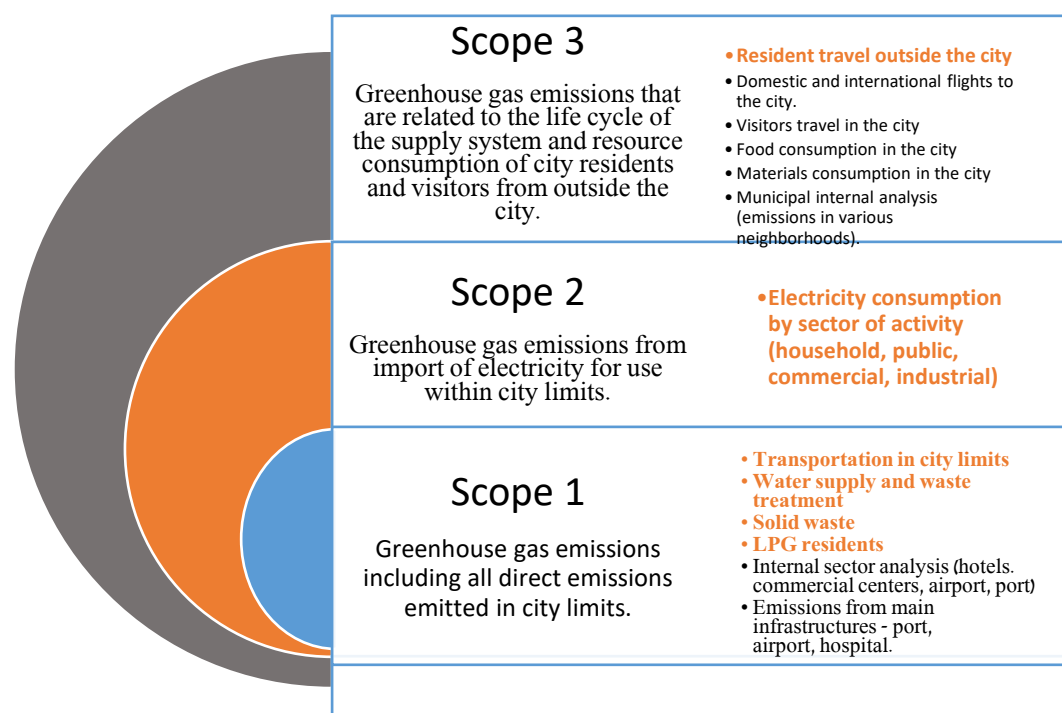 Scope 3
Greenhouse gas emissions that
are related to the life cycle of
the supply system and resource
consumption of city residents
and visitors from outside the
city.
•Resident travel outside the city
• Domestic and international flights to
the city.
• Visitors travel in the city
• Food consumption in the city
• Materials consumption in the city
• Municipal internal analysis
(emissions in various
neighborhoods).
Scope 2
Greenhouse gas emissions from
import of electricity for use
within city limits.
•Electricity consumption
by sector of activity
(household, public,
commercial, industrial)
Scope 1
Greenhouse gas emissions
including all direct emissions
emitted in city limits.
• Transportation in city limits
• Water supply and waste
treatment
• Solid waste
• LPG residents
• Internal sector analysis (hotels.
commercial centers, airport, port)
• Emissions from main
infrastructures - port,
airport, hospital.